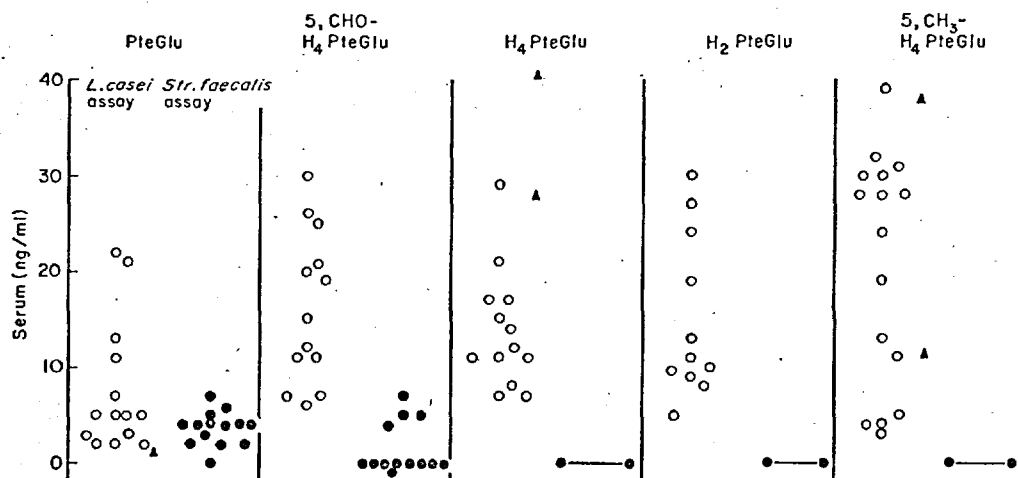 PteGlu
5, CHO-
H4 PteGlu
H4 PteGlu
H2 PteGlu
5, CH3-
H4 PteGlu
L.casei Str.faecalis
assay assay
Serum (ng/ml)
40
30
20
10
0